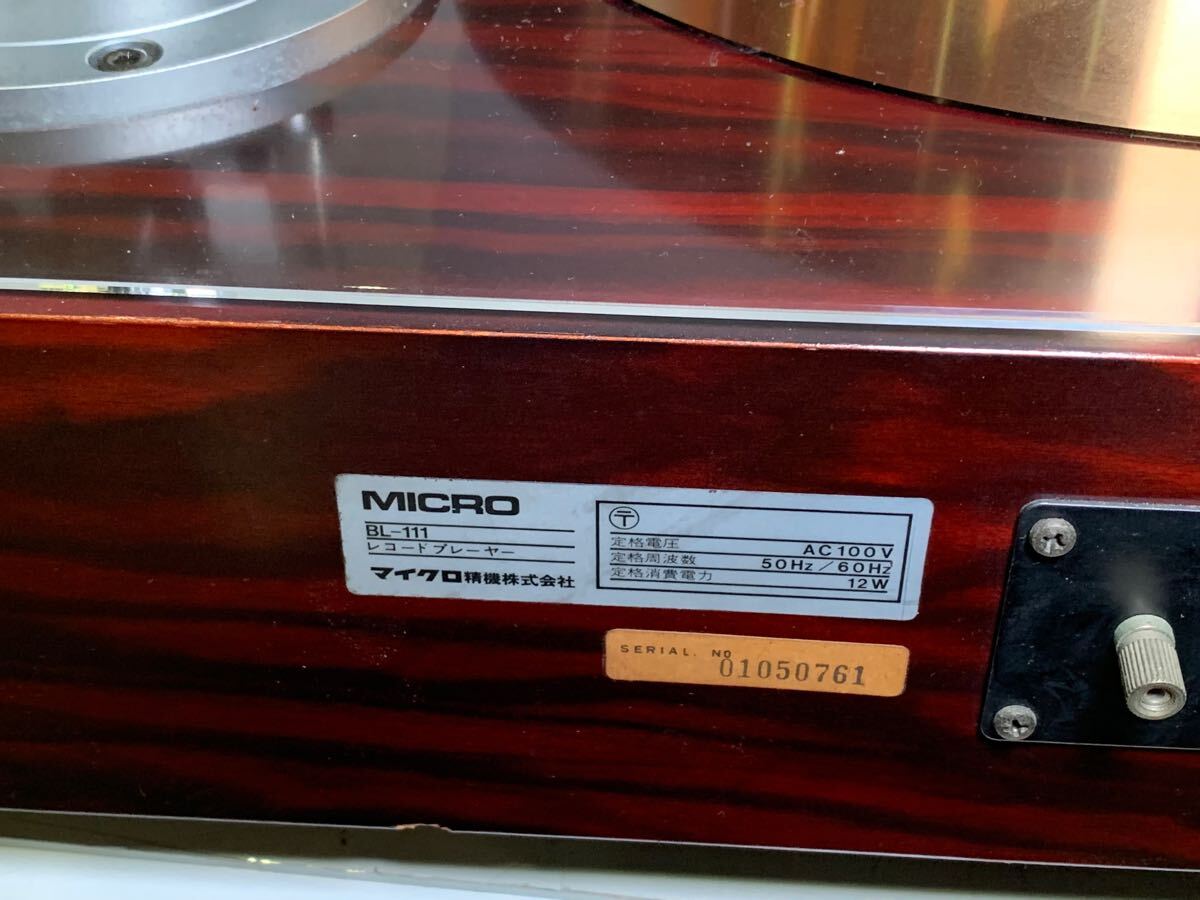 MICRO
BL-111
レコードプレーヤー
マイクロ精機株式会社
〒
定格電圧 AC100V
定格周波数 50Hz/60Hz
定格消費電力 12W
SERIAL. NO 01050761